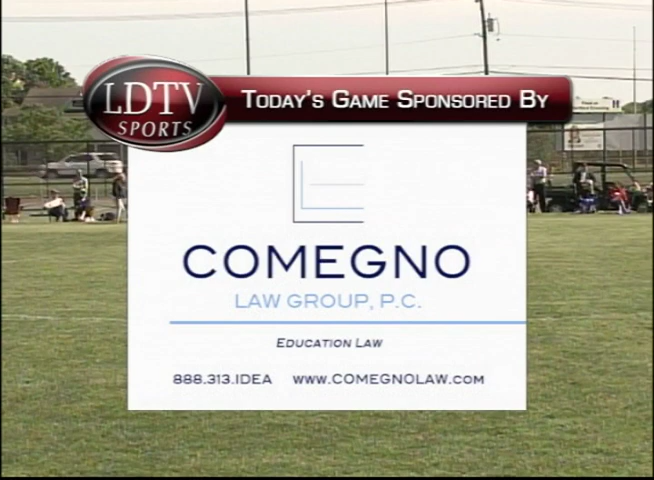 LDTV
SPORTS
TODAY'S GAME SPONSORED BY
COMEGNO
LAW GROUP, P.C.
EDUCATION LAW
888.313.IDEA WWW.COMEGNOLAW.COM